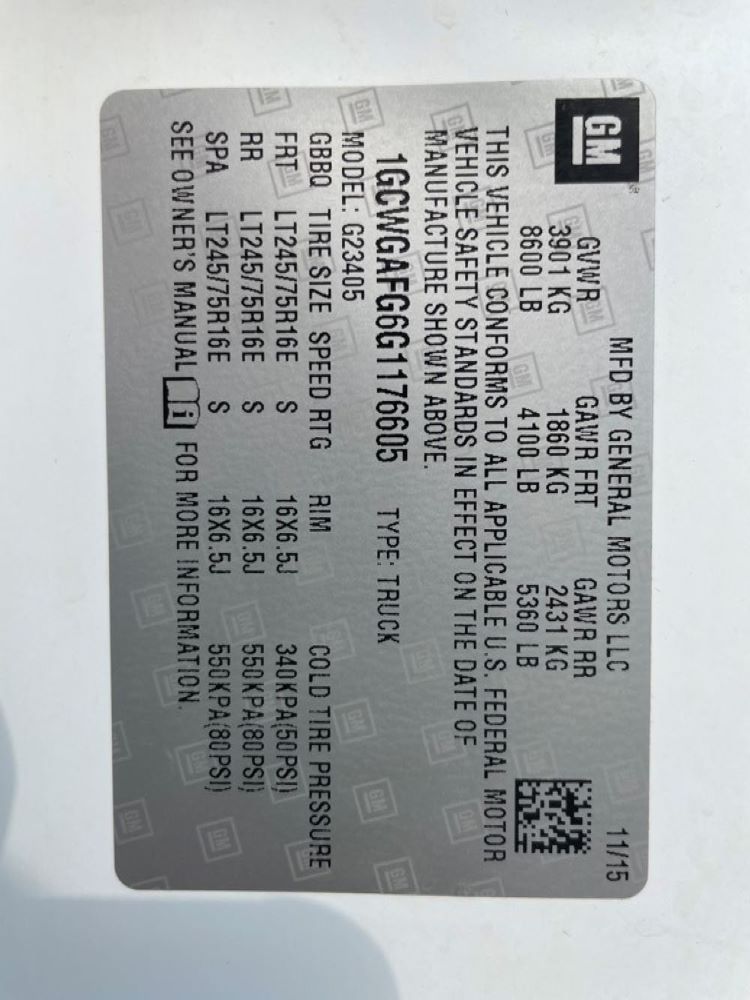 GM
MFD BY GENERAL MOTORS LLC 11/15
GVWR GAWR FRT GAWR RR
3901 KG 1860 KG 2431 KG
8600 LB 4100 LB 5360 LB
THIS VEHICLE CONFORMS TO ALL APPLICABLE U.S. FEDERAL MOTOR
VEHICLE SAFETY STANDARDS IN EFFECT ON THE DATE OF
MANUFACTURE SHOWN ABOVE.
1GCWGAFG6G1176605 TYPE: TRUCK
MODEL: G23405
GBBQ TIRE SIZE SPEED RTG RIM COLD TIRE PRESSURE
FRT LT245/75R16E S 16X6.5J 340KPA(50PSI)
RR LT245/75R16E S 16X6.5J 550KPA(80PSI)
SPA LT245/75R16E S 16X6.5J 550KPA(80PSI)
SEE OWNER'S MANUAL i FOR MORE INFORMATION.